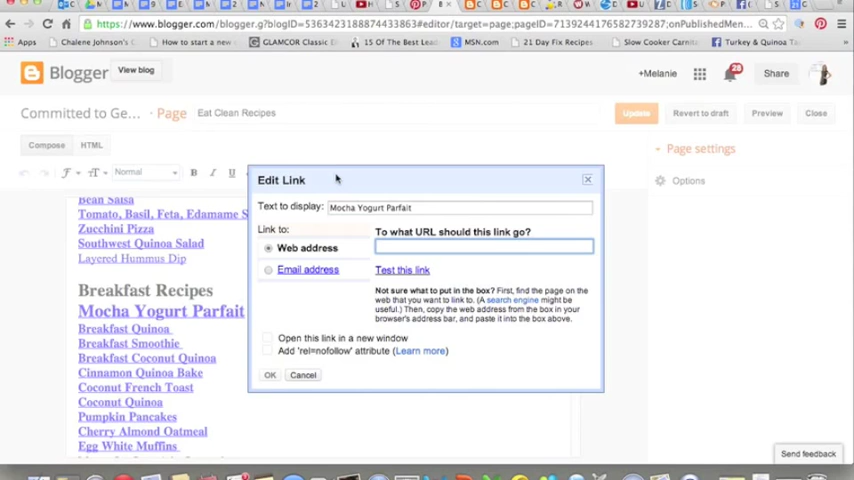 https://www.blogger.com/blogger.g?blogID=5363423188874433863#editor/target=page;pageID=7139244176582739287;onPublishedMen...
Apps Chalene Johnson's How to start a new GLAMCOR Classic 15 Of The Best Lea MSN.com 21 Day Fix Recipes Slow Cooker Carnit Turkey & Quinoa
Blogger View blog +Melanie 28 Share
Committed to Ge... · Page Eat Clean Recipes Update Revert to draft Preview Close
Compose HTML Page settings
Normal B I U Options
Bean Salsa
Tomato, Basil, Feta, Edamame S
Zucchini Pizza
Southwest Quinoa Salad
Layered Hummus Dip
Breakfast Recipes
Mocha Yogurt Parfait
Breakfast Quinoa
Breakfast Smoothie
Breakfast Coconut Quinoa
Cinnamon Quinoa Bake
Coconut French Toast
Coconut Quinoa
Pumpkin Pancakes
Cherry Almond Oatmeal
Egg White Muffins
Edit Link
Text to display: Mocha Yogurt Parfait
Link to: To what URL should this link go?
Web address
Email address Test this link
Not sure what to put in the box? First, find the page on the
web that you want to link to. (A search engine might be
useful.) Then, copy the web address from the box in your
browser's address bar, and paste it into the box above.
Open this link in a new window
Add 'rel=nofollow' attribute (Learn more)
OK Cancel
Send feedback